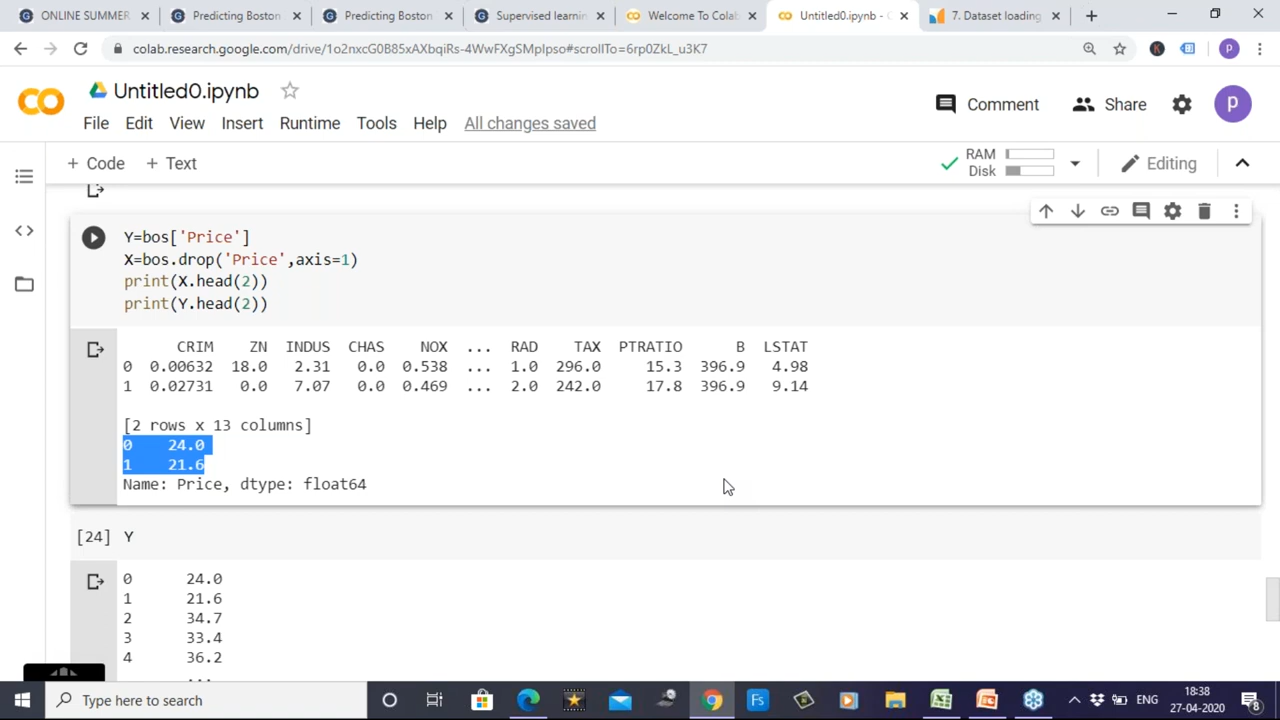 ONLINE SUMMER
Predicting Boston
Predicting Boston
Supervised learnin
Welcome To Colab
Untitled0.ipynb - C
7. Dataset loading
colab.research.google.com/drive/1o2nxcG0B85xAXbqiRs-4WwFXgSMpIpso#scrollTo=6rp0ZkL_u3K7
K
p
Untitled0.ipynb
File Edit View Insert Runtime Tools Help All changes saved
Comment Share p
+ Code + Text
RAM
Disk
Editing
Y=bos['Price']
X=bos.drop('Price',axis=1)
print(X.head(2))
print(Y.head(2))
CRIM ZN INDUS CHAS NOX ... RAD TAX PTRATIO B LSTAT
0 0.00632 18.0 2.31 0.0 0.538 ... 1.0 296.0 15.3 396.9 4.98
1 0.02731 0.0 7.07 0.0 0.469 ... 2.0 242.0 17.8 396.9 9.14
[2 rows x 13 columns]
0 24.0
1 21.6
Name: Price, dtype: float64
[24] Y
0 24.0
1 21.6
2 34.7
3 33.4
4 36.2
...
Type here to search
Fs
ENG
18:38
27-04-2020
8